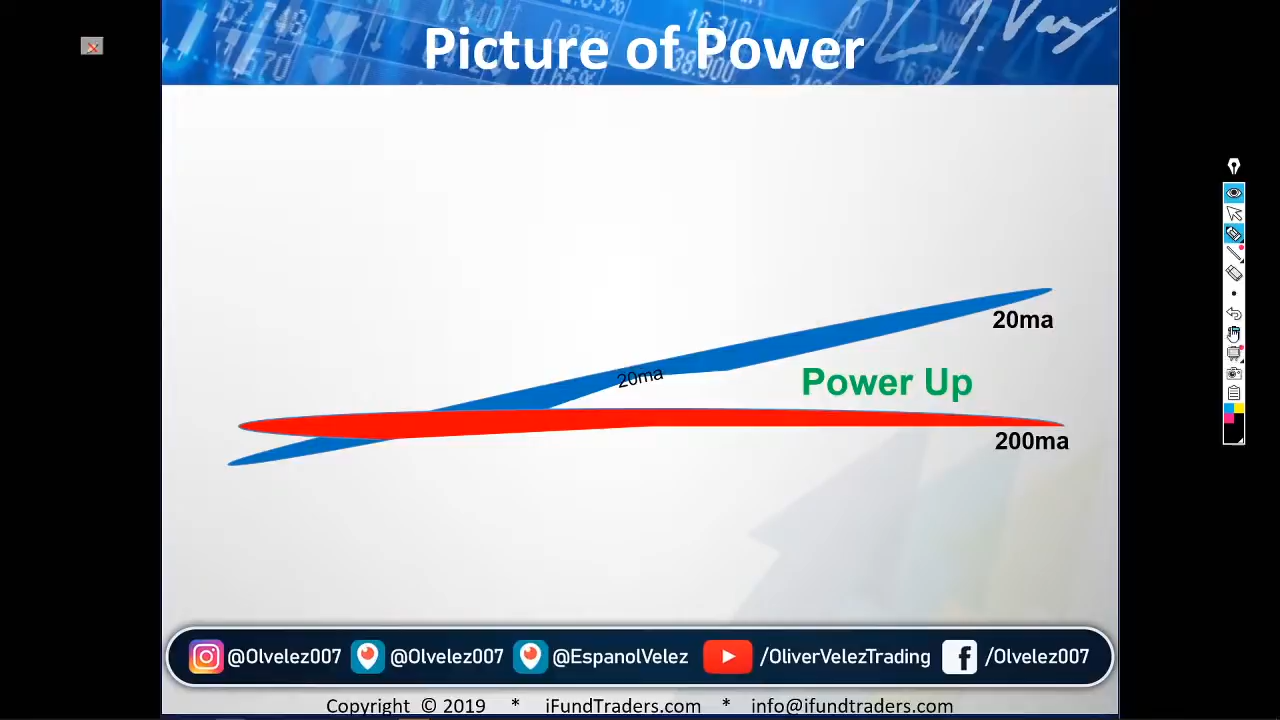 Picture of Power
20ma
20ma
Power Up
200ma
@Olvelez007 @Olvelez007 @EspanolVelez /OliverVelezTrading /Olvelez007
Copyright © 2019 * iFundTraders.com * info@ifundtraders.com